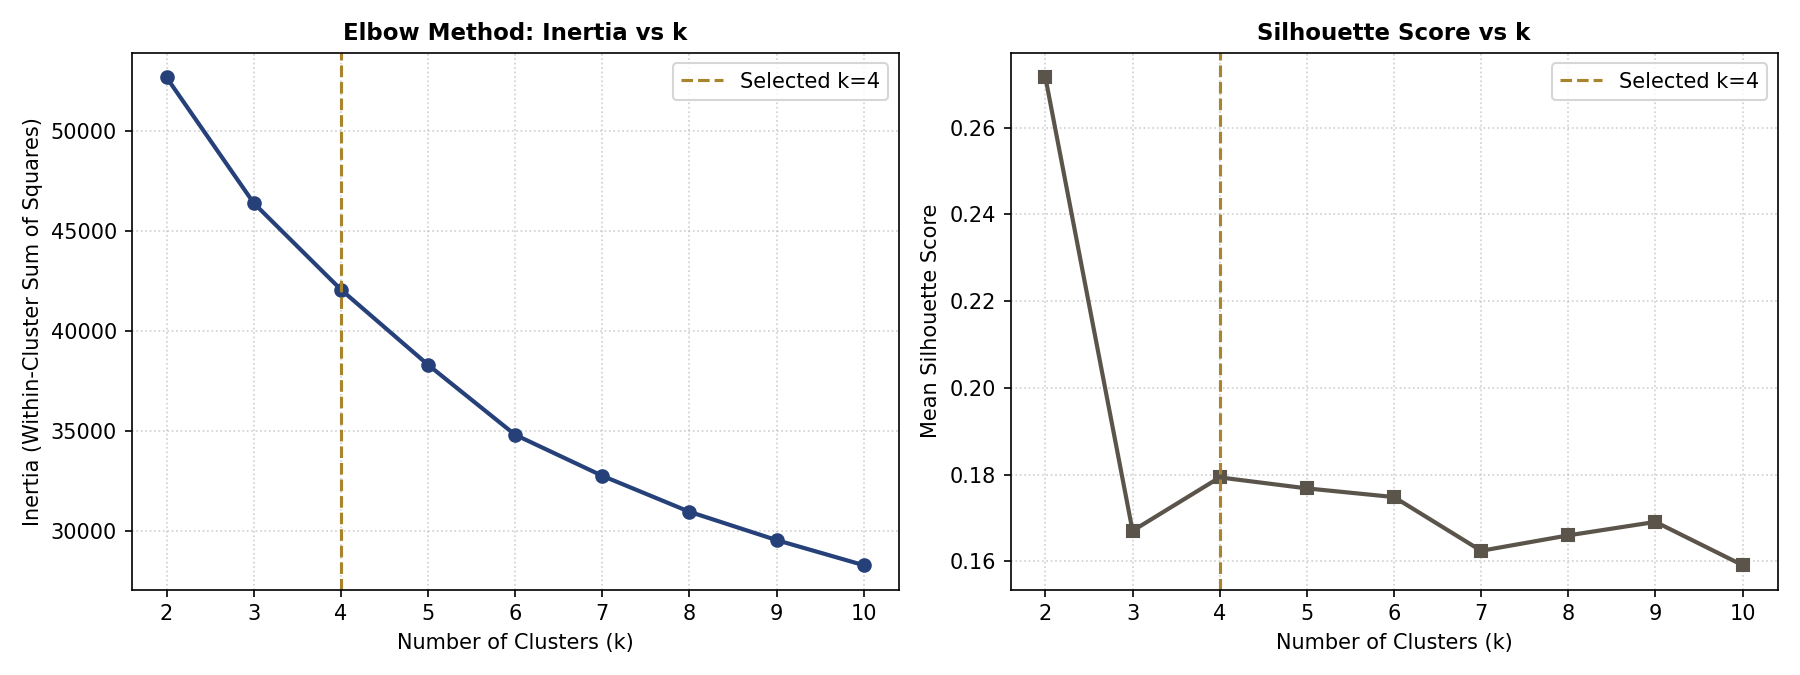 Elbow Method: Inertia vs k
Inertia (Within-Cluster Sum of Squares)
50000
45000
40000
35000
30000
Selected k=4
2 3 4 5 6 7 8 9 10
Number of Clusters (k)
Silhouette Score vs k
Mean Silhouette Score
0.26
0.24
0.22
0.20
0.18
0.16
Selected k=4
2 3 4 5 6 7 8 9 10
Number of Clusters (k)